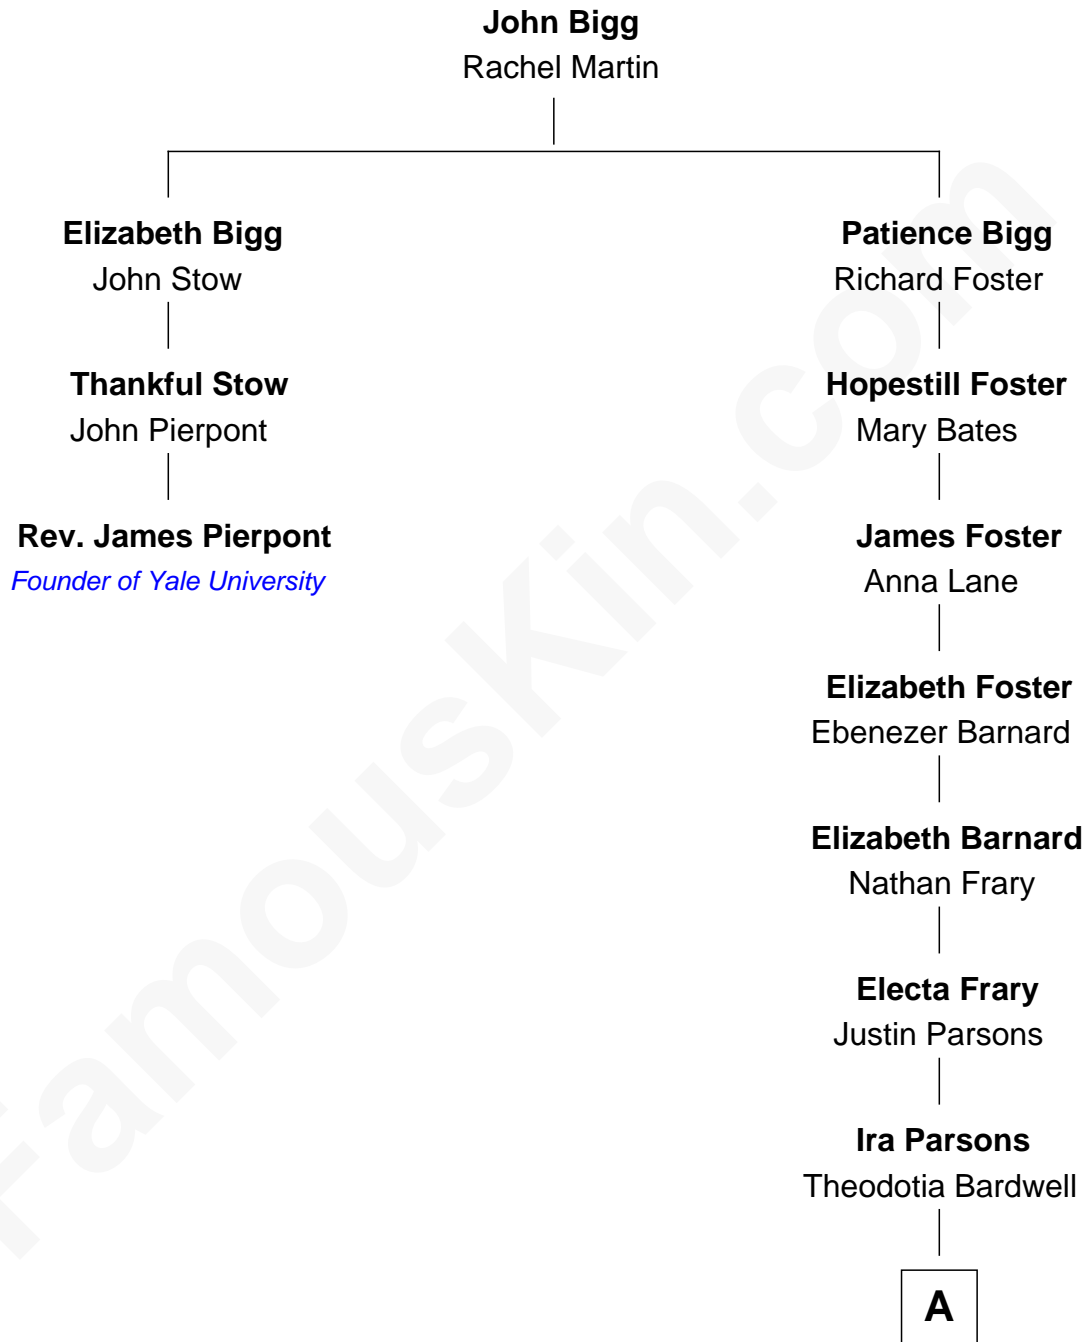 John Bigg
Rachel Martin
Elizabeth Bigg
John Stow
Thankful Stow
John Pierpont
Rev. James Pierpont
Founder of Yale University
Patience Bigg
Richard Foster
Hopestill Foster
Mary Bates
James Foster
Anna Lane
Elizabeth Foster
Ebenezer Barnard
Elizabeth Barnard
Nathan Frary
Electa Frary
Justin Parsons
Ira Parsons
Theodotia Bardwell
A
FamousKin.com